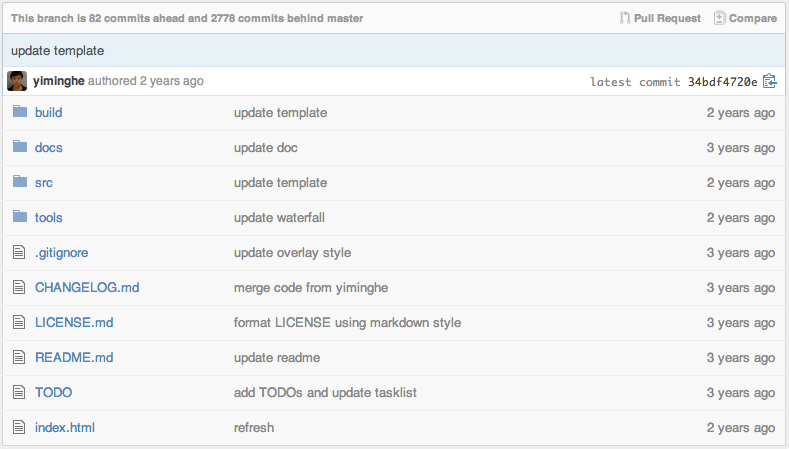 This branch is 82 commits ahead and 2778 commits behind master Pull Request Compare
update template
yiminghe authored 2 years ago latest commit 34bdf4720e
build update template 2 years ago
docs update doc 3 years ago
src update template 2 years ago
tools update waterfall 2 years ago
.gitignore update overlay style 3 years ago
CHANGELOG.md merge code from yiminghe 3 years ago
LICENSE.md format LICENSE using markdown style 3 years ago
README.md update readme 3 years ago
TODO add TODOs and update tasklist 3 years ago
index.html refresh 2 years ago